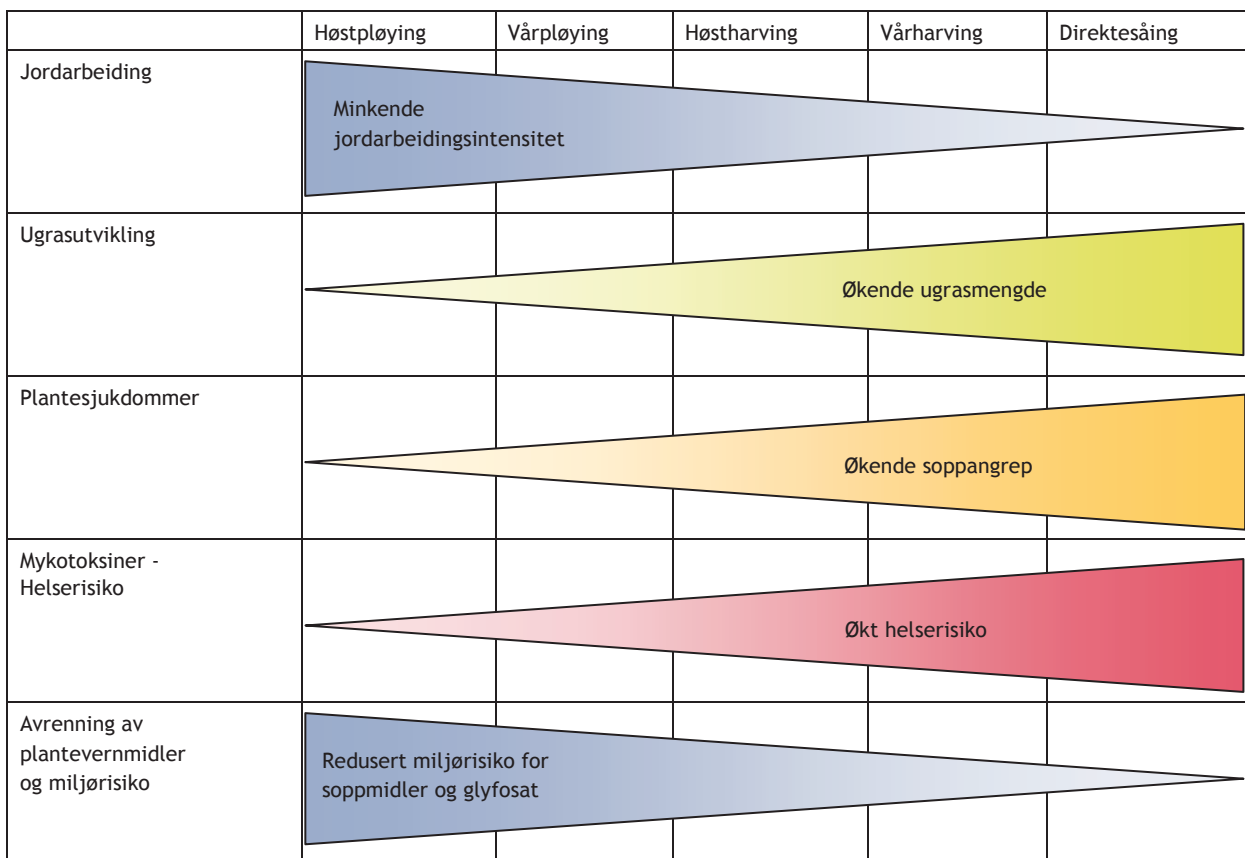 Høstpløying Vårpløying Høstharving Vårharving Direktesåing
Jordarbeiding
Minkende
jordarbeidingsintensitet
Ugrasutvikling
Økende ugrasmengde
Plantesjukdommer
Økende soppangrep
Mykotoksiner -
Helserisiko
Økt helserisiko
Avrenning av
plantevernmidler
og miljørisiko
Redusert miljørisiko for
soppmidler og glyfosat